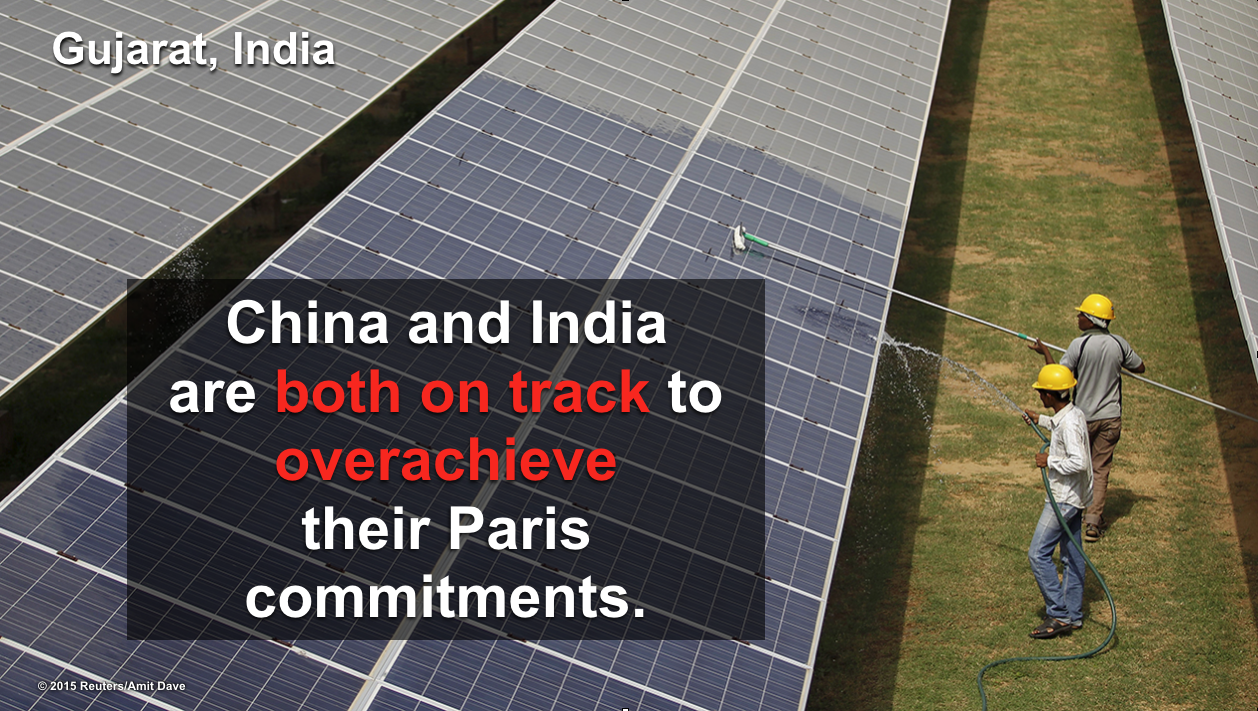 Gujarat, India
China and India
are both on track to
overachieve
their Paris
commitments.
© 2015 Reuters/Amit Dave